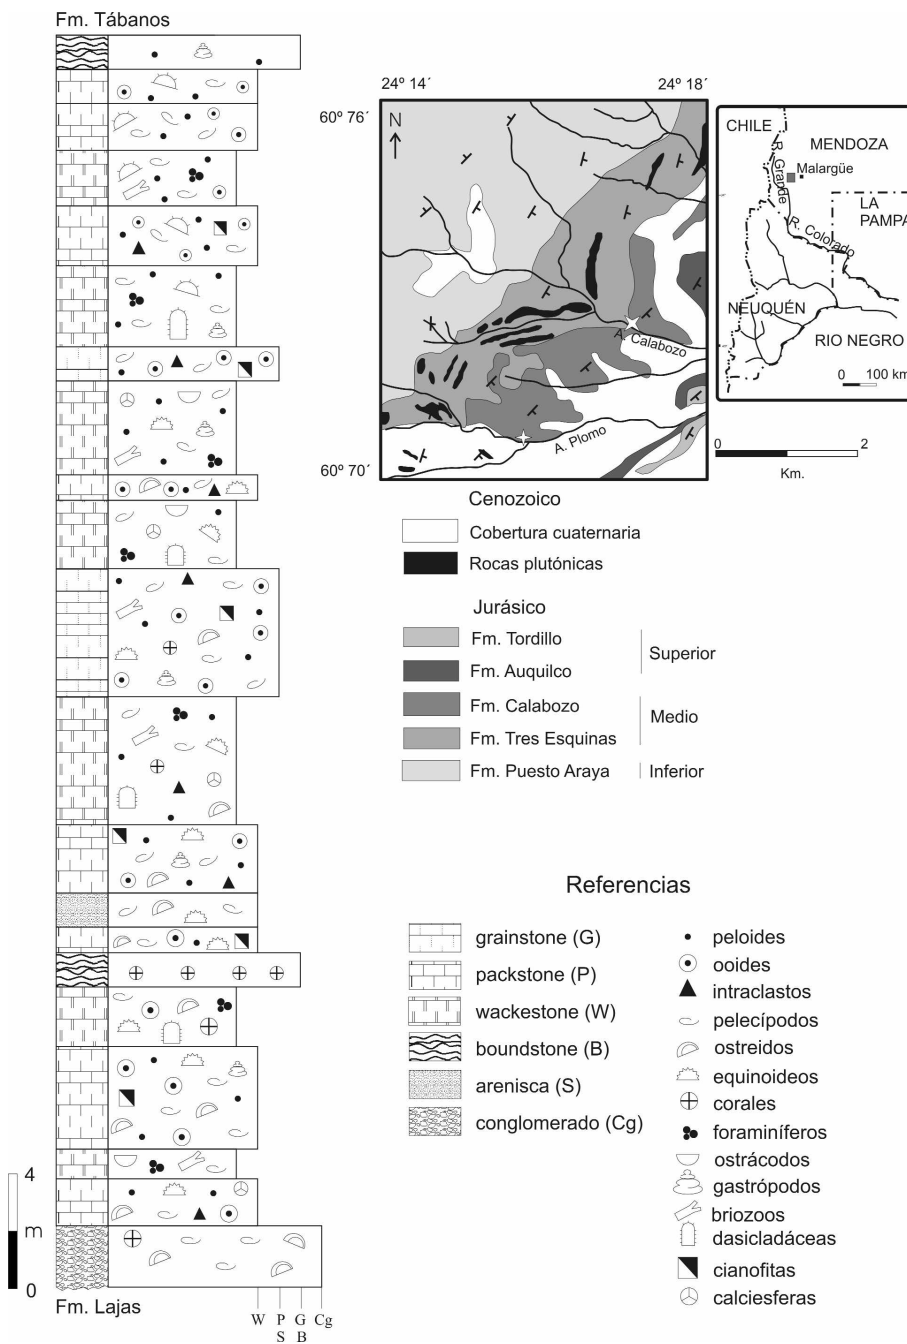 Fm. Tábanos
24º 14´
24º 18´
60º 76´
N
A. Calabozo
A. Plomo
60º 70´
CHILE
MENDOZA
R. Grande
Malargüe
LA
PAMPA
R. Colorado
NEUQUÉN
RIO NEGRO
0 100 km
0 2
Km.
Cenozoico
Cobertura cuaternaria
Rocas plutónicas
Jurásico
Fm. Tordillo
Fm. Auquilco
Superior
Fm. Calabozo
Fm. Tres Esquinas
Medio
Fm. Puesto Araya
Inferior
Referencias
grainstone (G)
packstone (P)
wackestone (W)
boundstone (B)
arenisca (S)
conglomerado (Cg)
peloides
ooides
intraclastos
pelecípodos
ostreidos
equinoideos
corales
foraminíferos
ostrácodos
gastrópodos
briozoos
dasicladáceas
cianofitas
calciesferas
4
m
0
Fm. Lajas
W P G Cg
S B